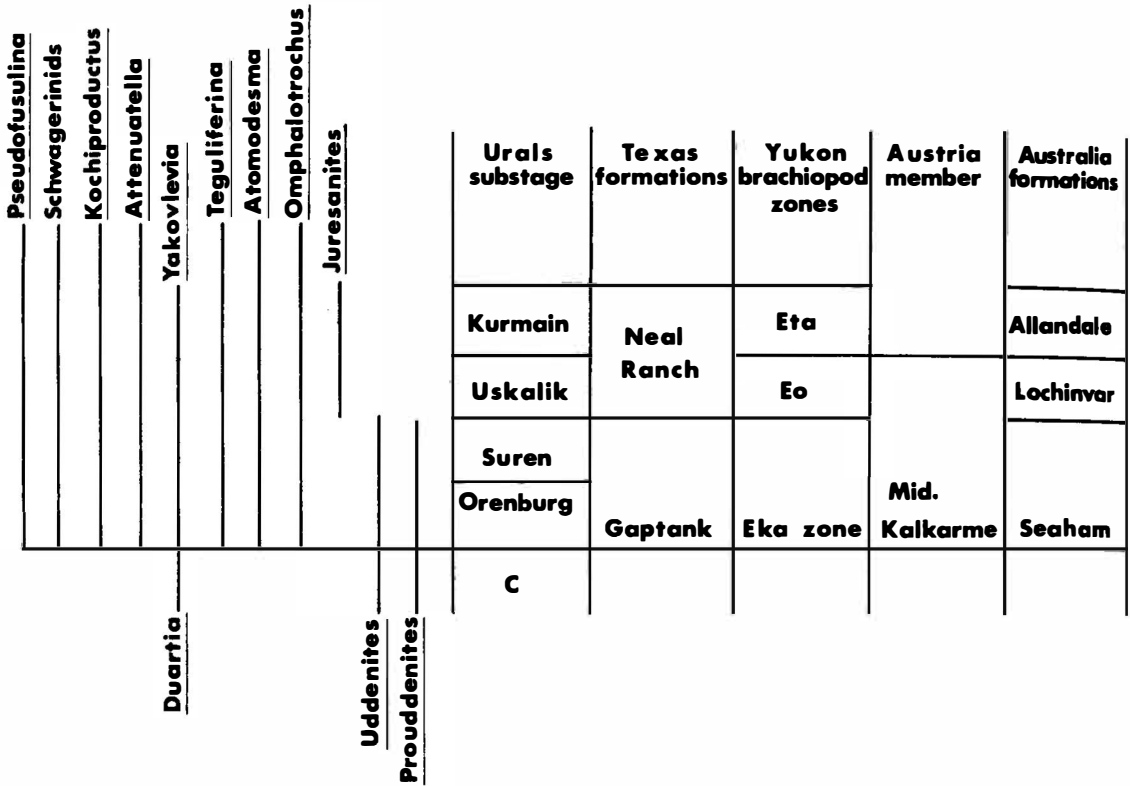 Pseudofusulina
Schwagerinids
Kochiproductus
Attenuatella
Yakovlevia
Teguliferina
Atomodesma
Omphalotrochus
Juresanites
Duartia
Uddenites
Prouddenites
Urals
substage
Texas
formations
Yukon
brachiopod
zones
Austria
member
Australia
formations
Kurmain
Neal
Ranch
Eta
Allandale
Uskalik
Eo
Lochinvar
Suren
Orenburg
Gaptank
Eka zone
Mid.
Kalkarme
Seaham
C